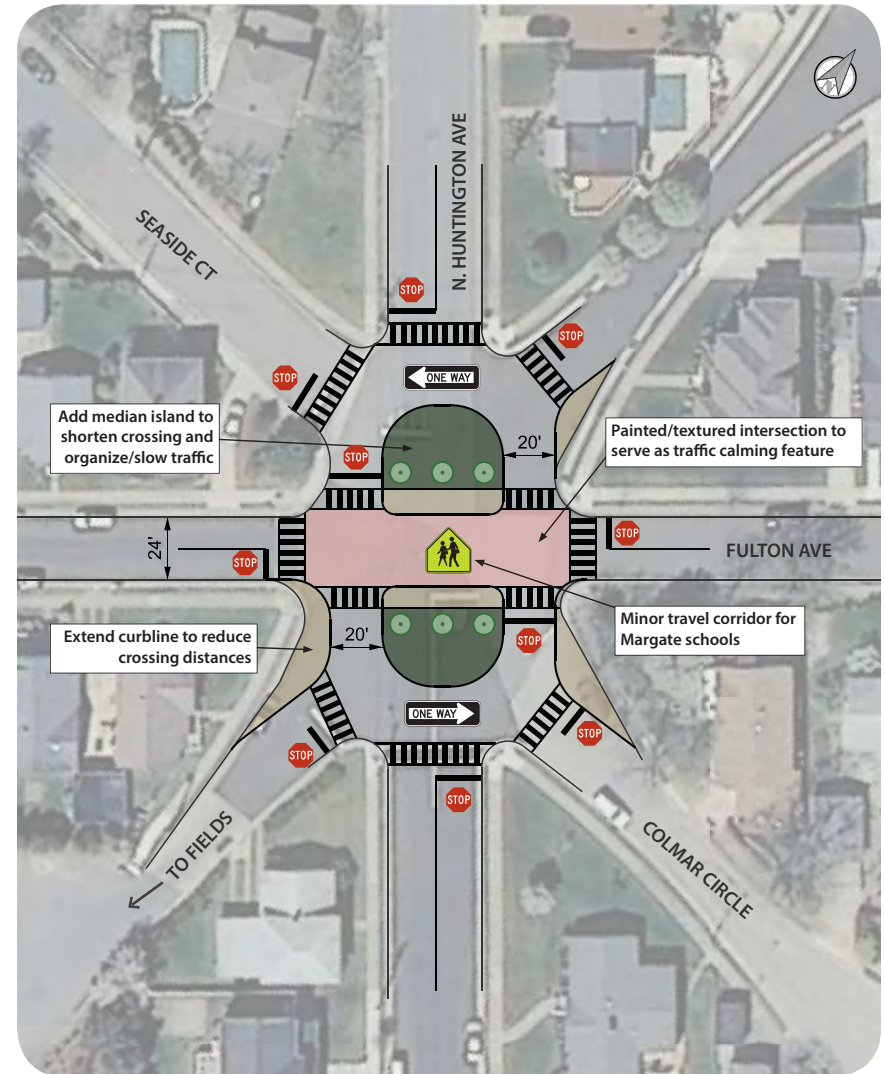 N. HUNTINGTON AVE
SEASIDE CT
STOP
STOP
STOP
ONE WAY
Add median island to
shorten crossing and
organize/slow traffic
20'
Painted/textured intersection to
serve as traffic calming feature
STOP
24'
STOP
STOP
FULTON AVE
Extend curbline to reduce
crossing distances
20'
Minor travel corridor for
Margate schools
STOP
ONE WAY
STOP
STOP
STOP
TO FIELDS
COLMAR CIRCLE